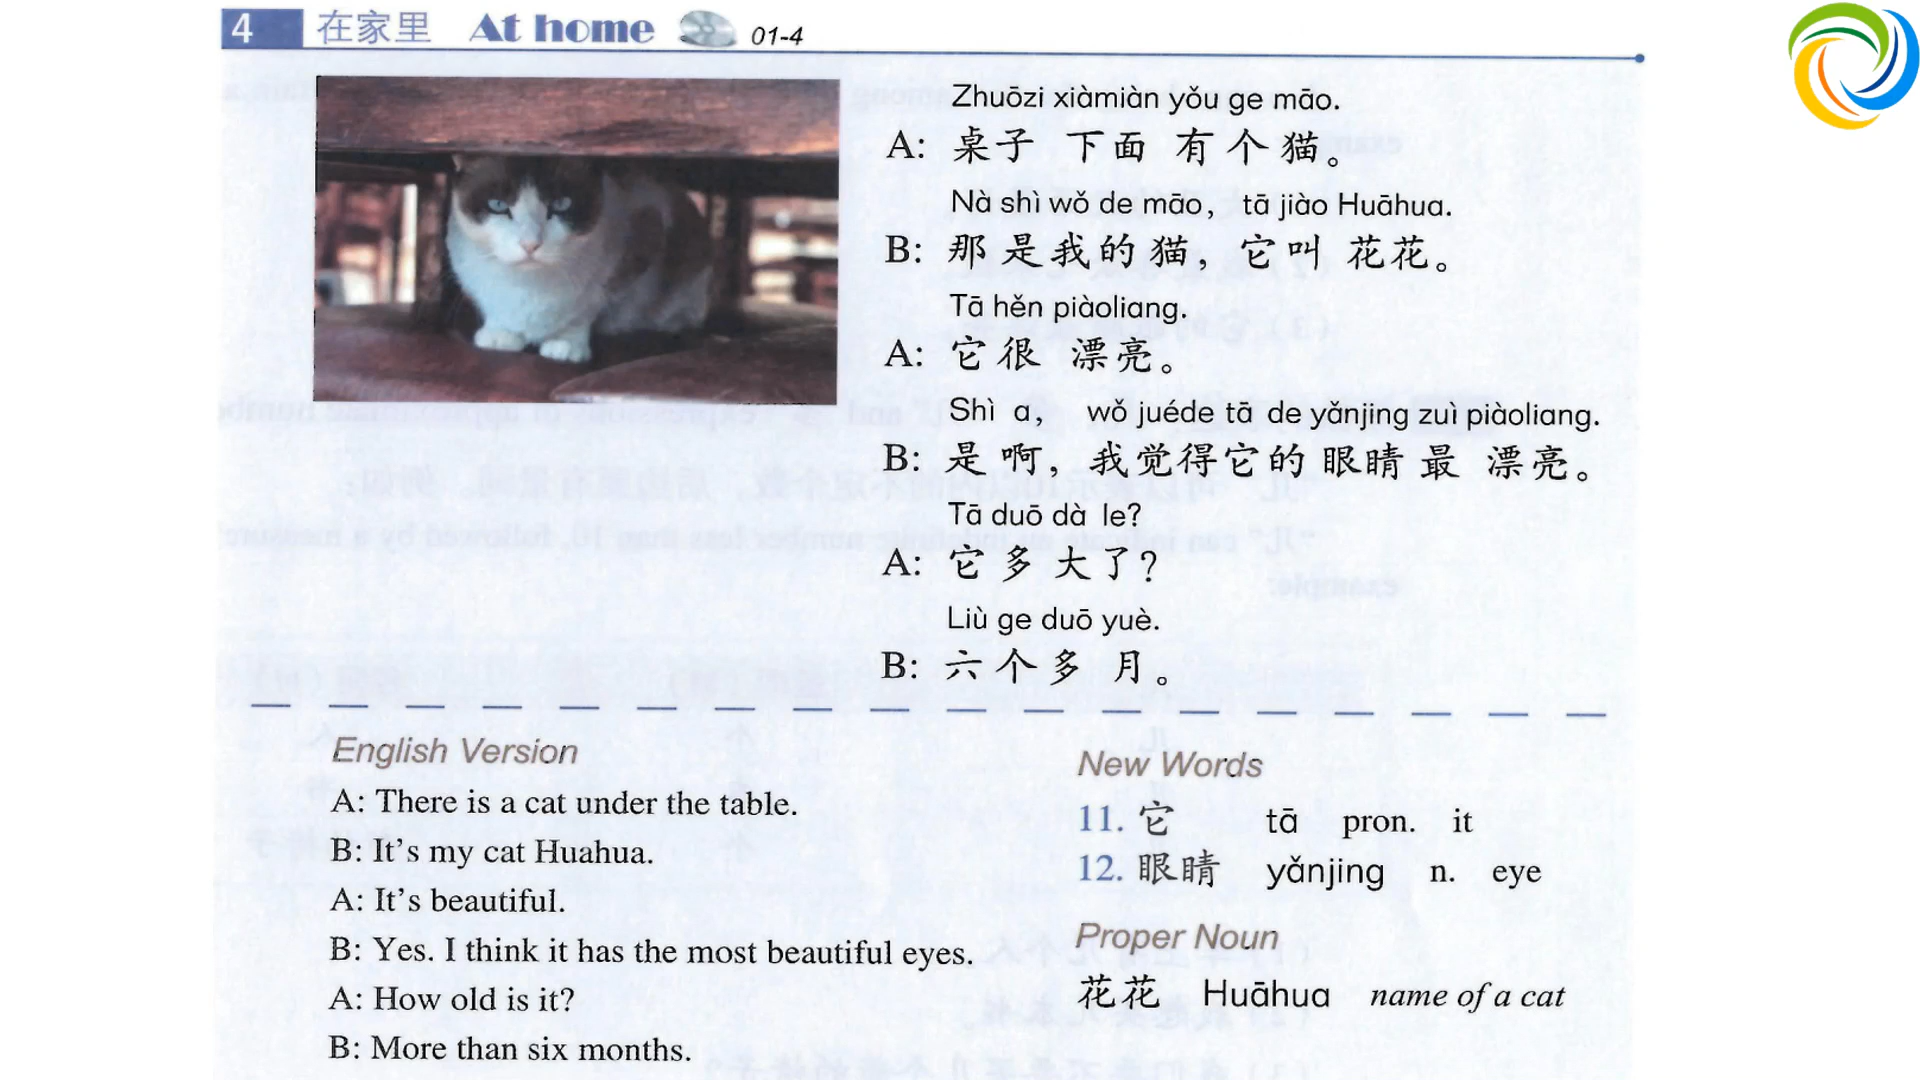 4 在家里 At home 01-4
Zhuōzi xiàmiàn yǒu ge māo.
A: 桌子 下面 有 个 猫。
Nà shì wǒ de māo, tā jiào Huāhua.
B: 那 是 我 的 猫，它 叫 花花。
Tā hěn piàoliang.
A: 它 很 漂亮。
Shì a, wǒ juéde tā de yǎnjing zuì piàoliang.
B: 是 啊，我 觉得 它 的 眼睛 最 漂亮。
Tā duō dà le?
A: 它 多 大 了？
Liù ge duō yuè.
B: 六 个 多 月。
English Version
A: There is a cat under the table.
B: It's my cat Huahua.
A: It's beautiful.
B: Yes. I think it has the most beautiful eyes.
A: How old is it?
B: More than six months.
New Words
11. 它 tā pron. it
12. 眼睛 yǎnjing n. eye
Proper Noun
花花 Huāhua name of a cat